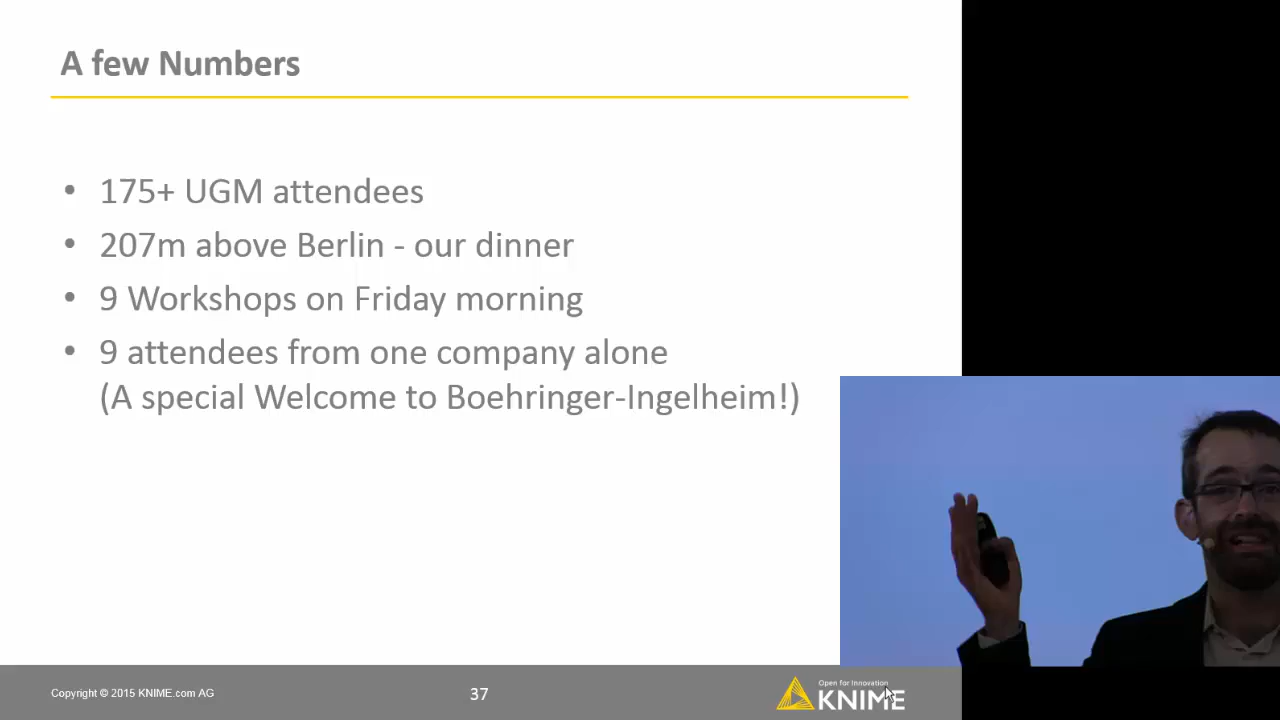 A few Numbers
• 175+ UGM attendees
• 207m above Berlin - our dinner
• 9 Workshops on Friday morning
• 9 attendees from one company alone
(A special Welcome to Boehringer-Ingelheim!)
Copyright © 2015 KNIME.com AG
37
Open for Innovation
KNIME